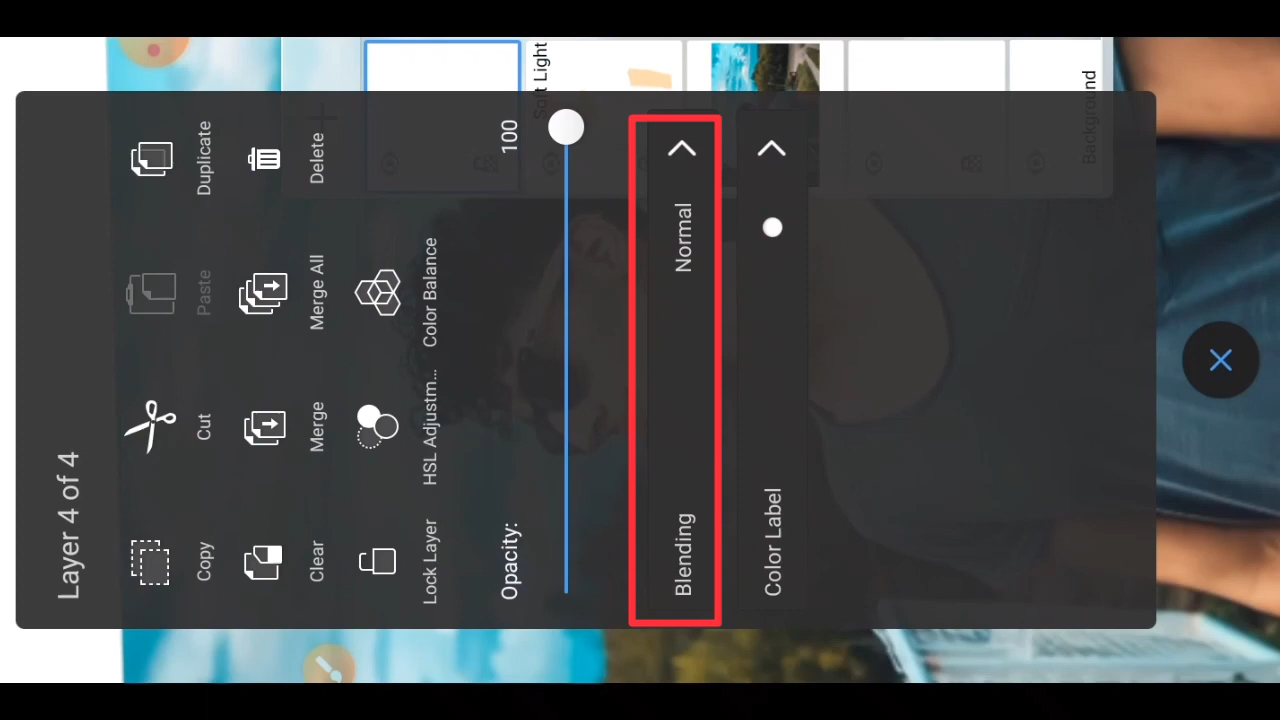 Layer 4 of 4
Copy
Cut
Paste
Duplicate
Clear
Merge
Merge All
Delete
Lock Layer
HSL Adjustm...
Color Balance
Opacity: 100
Blending Normal
Color Label
Soft Light
Background